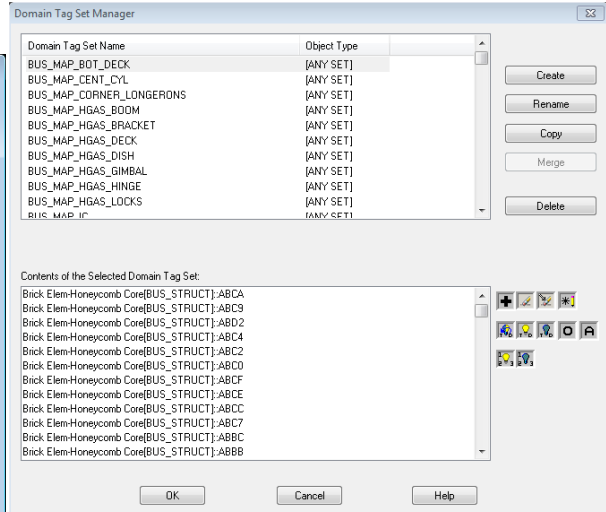 Domain Tag Set Manager
Domain Tag Set Name Object Type
BUS_MAP_BOT_DECK [ANY SET]
BUS_MAP_CENT_CYL [ANY SET]
BUS_MAP_CORNER_LONGERONS [ANY SET]
BUS_MAP_HGAS_BOOM [ANY SET]
BUS_MAP_HGAS_BRACKET [ANY SET]
BUS_MAP_HGAS_DECK [ANY SET]
BUS_MAP_HGAS_DISH [ANY SET]
BUS_MAP_HGAS_GIMBAL [ANY SET]
BUS_MAP_HGAS_HINGE [ANY SET]
BUS_MAP_HGAS_LOCKS [ANY SET]
BUS_MAP_IC [ANY SET]
Create
Rename
Copy
Merge
Delete
Contents of the Selected Domain Tag Set:
Brick Elem-Honeycomb Core[BUS_STRUCT]::ABCA
Brick Elem-Honeycomb Core[BUS_STRUCT]::ABC9
Brick Elem-Honeycomb Core[BUS_STRUCT]::ABD2
Brick Elem-Honeycomb Core[BUS_STRUCT]::ABC4
Brick Elem-Honeycomb Core[BUS_STRUCT]::ABC2
Brick Elem-Honeycomb Core[BUS_STRUCT]::ABC0
Brick Elem-Honeycomb Core[BUS_STRUCT]::ABCF
Brick Elem-Honeycomb Core[BUS_STRUCT]::ABCE
Brick Elem-Honeycomb Core[BUS_STRUCT]::ABCC
Brick Elem-Honeycomb Core[BUS_STRUCT]::ABC7
Brick Elem-Honeycomb Core[BUS_STRUCT]::ABBC
Brick Elem-Honeycomb Core[BUS_STRUCT]::ABBB
O A
OK Cancel Help